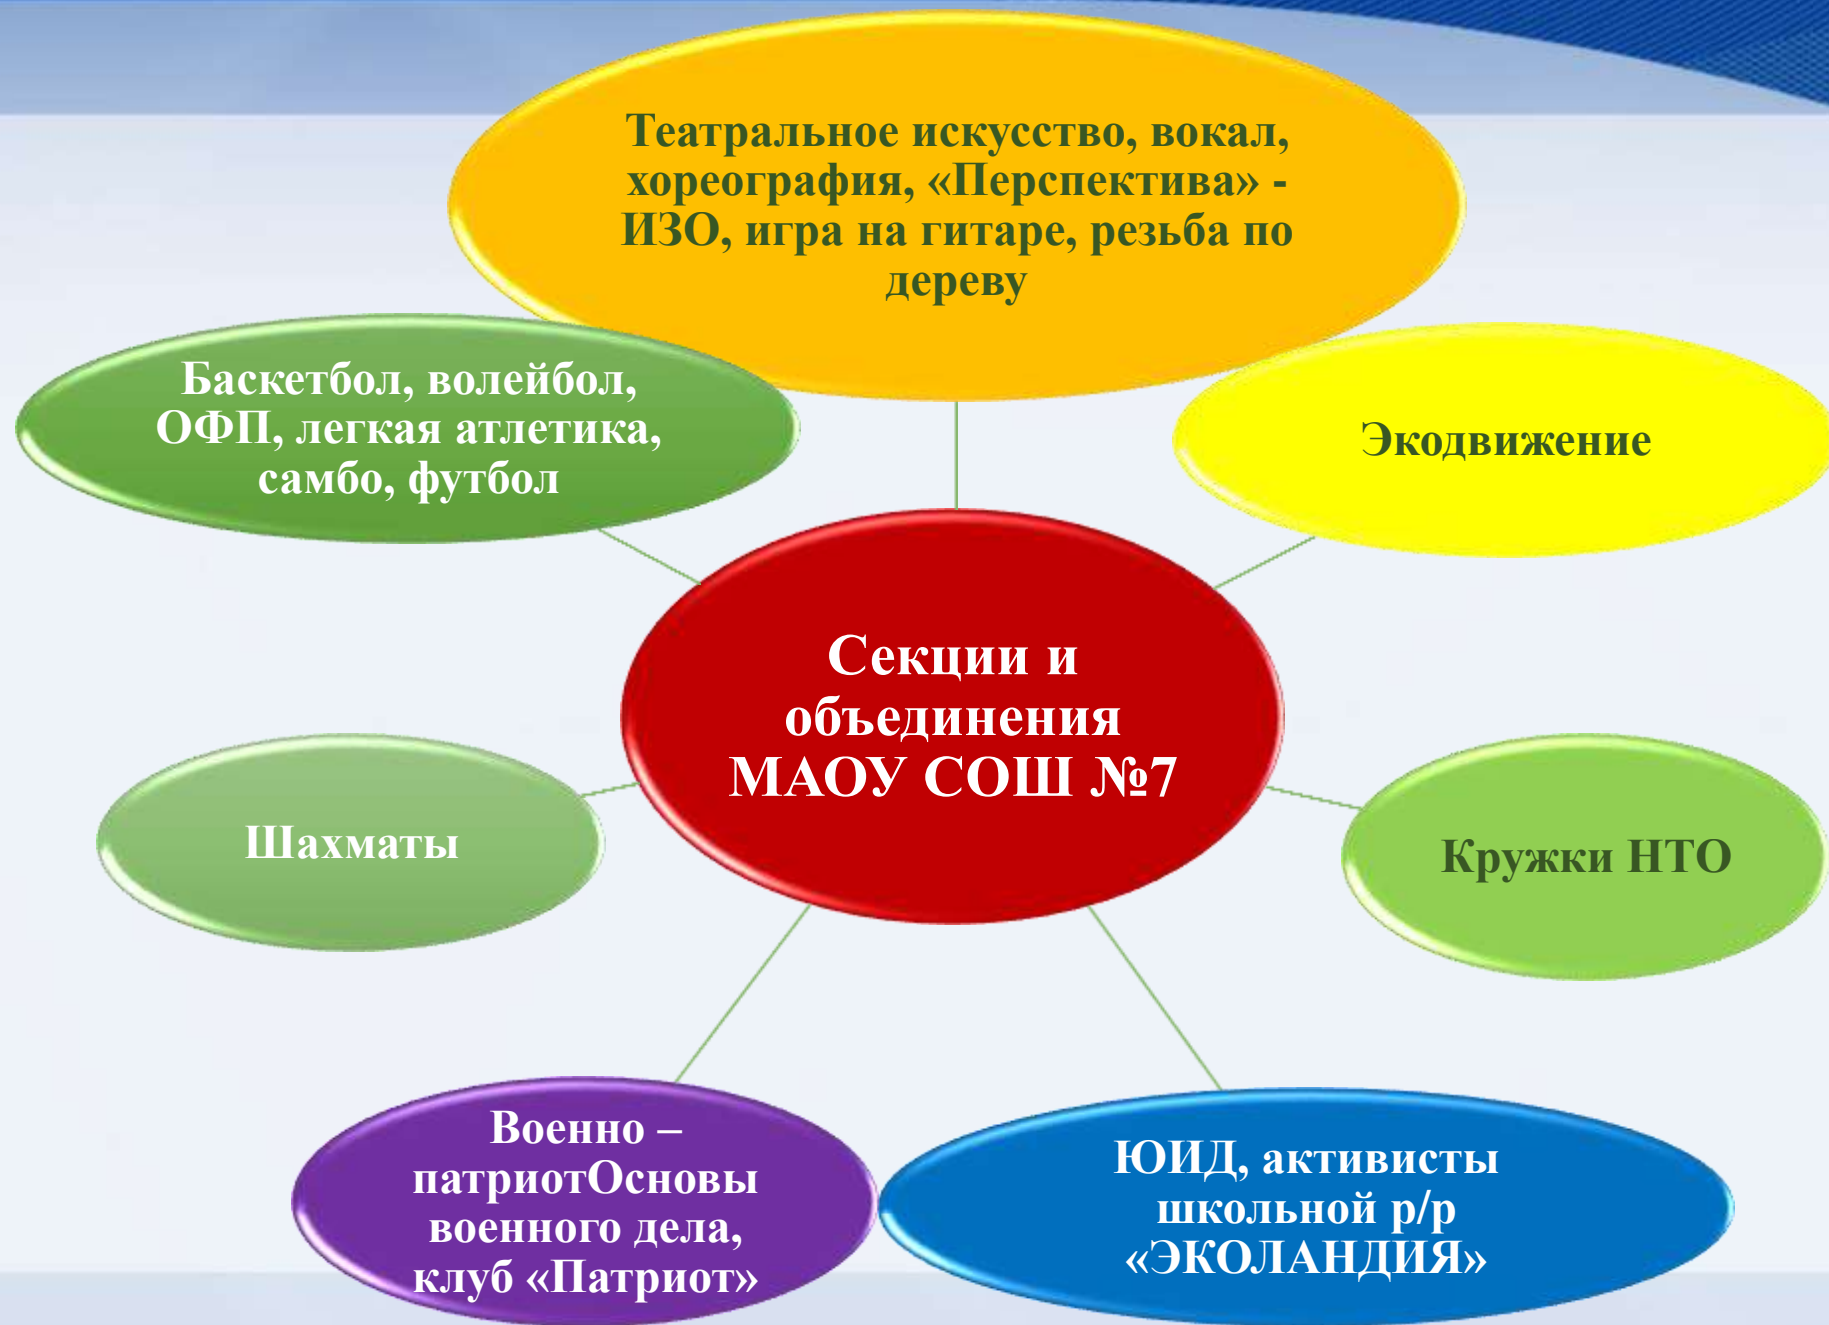 Театральное искусство, вокал,
хореография, «Перспектива» -
ИЗО, игра на гитаре, резьба по
дереву
Баскетбол, волейбол,
ОФП, легкая атлетика,
самбо, футбол
Экодвижение
Секции и
объединения
МАОУ СОШ №7
Шахматы
Кружки НТО
Военно –
патриотОсновы
военного дела,
клуб «Патриот»
ЮИД, активисты
школьной р/р
«ЭКОЛАНДИЯ»